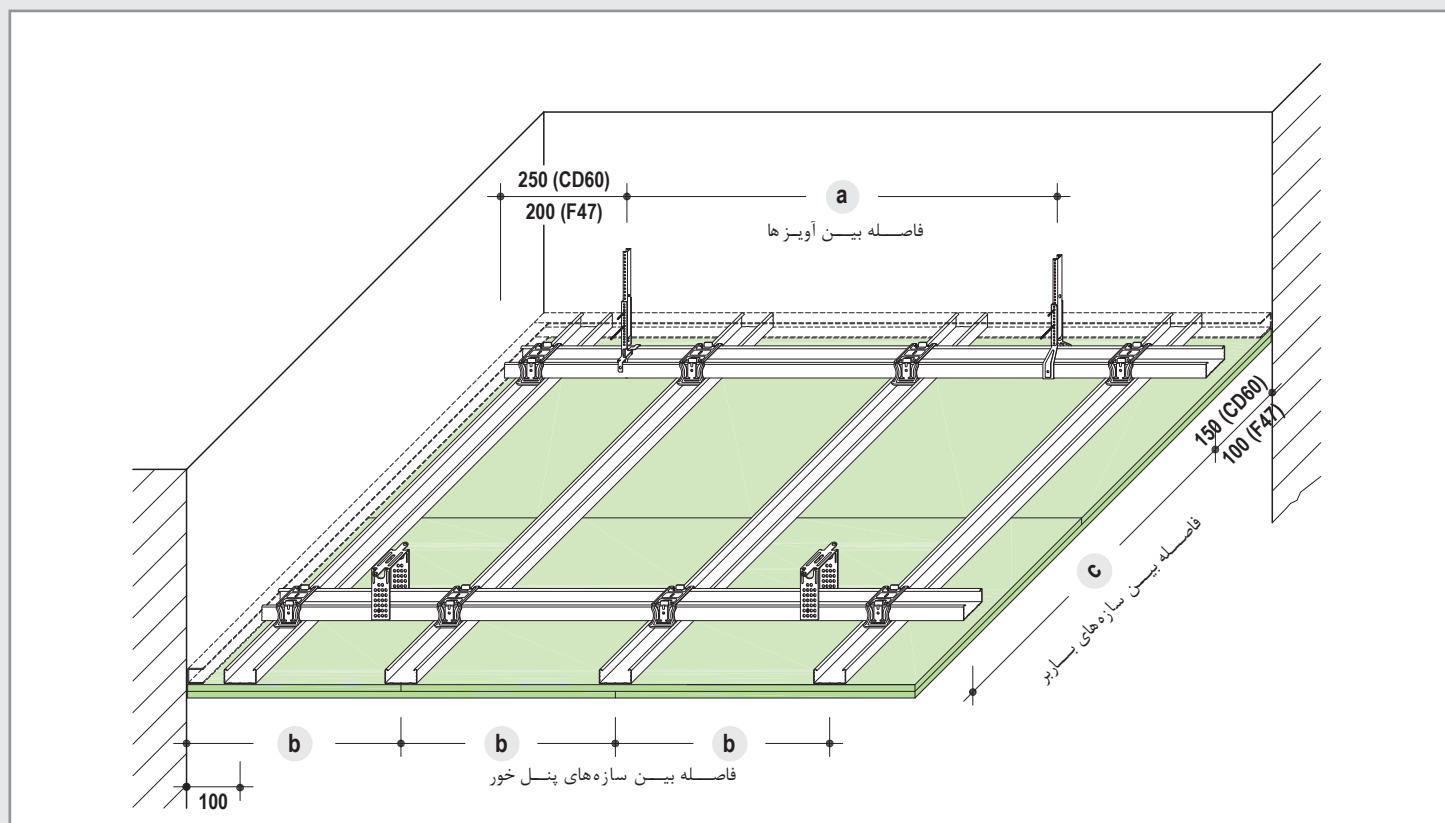 250 (CD60)
200 (F47)
a
فاصله بین آویزها
150 (CD60)
100 (F47)
c
فاصله بین سازه‌های باربر
b
b
b
فاصله بین سازه‌های پنل خور
100